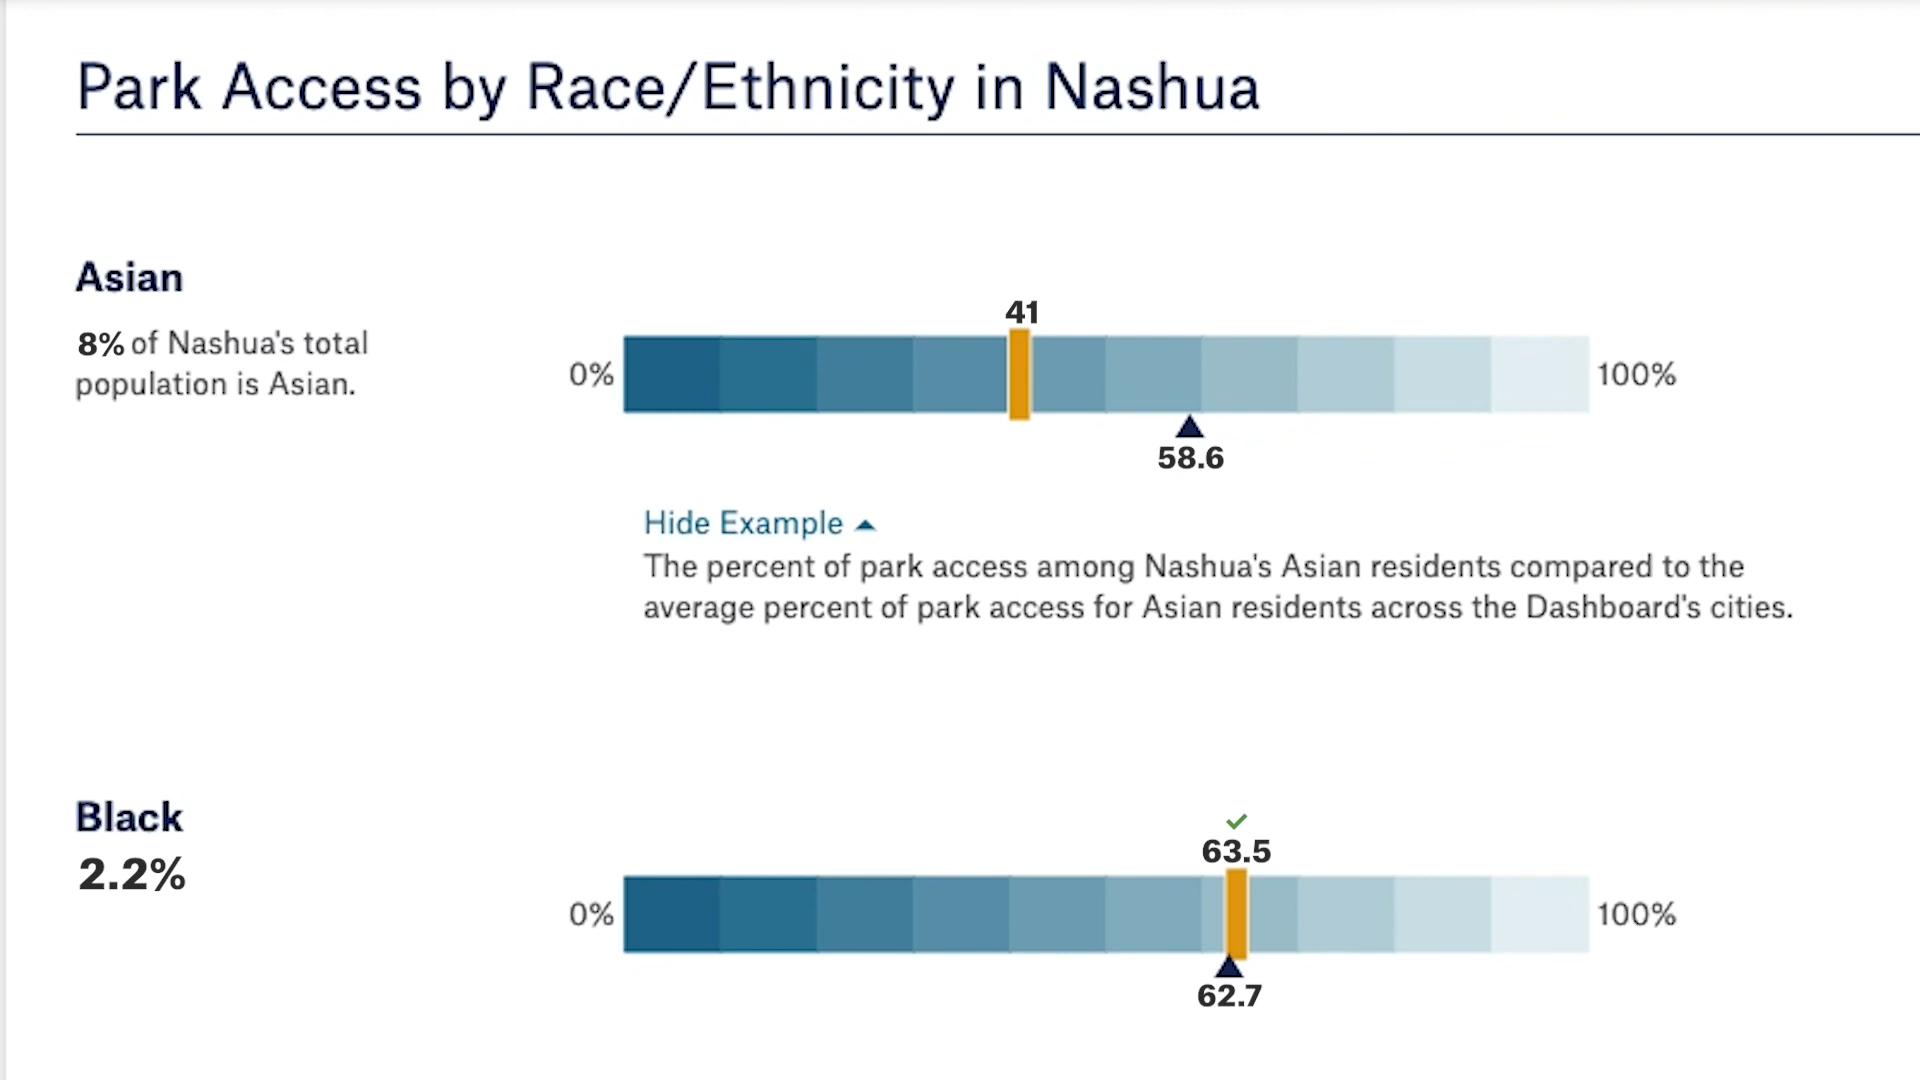 Park Access by Race/Ethnicity in Nashua
Asian
8% of Nashua's total
population is Asian.
41
0%
100%
58.6
Hide Example
The percent of park access among Nashua's Asian residents compared to the
average percent of park access for Asian residents across the Dashboard's cities.
Black
2.2%
63.5
0%
100%
62.7